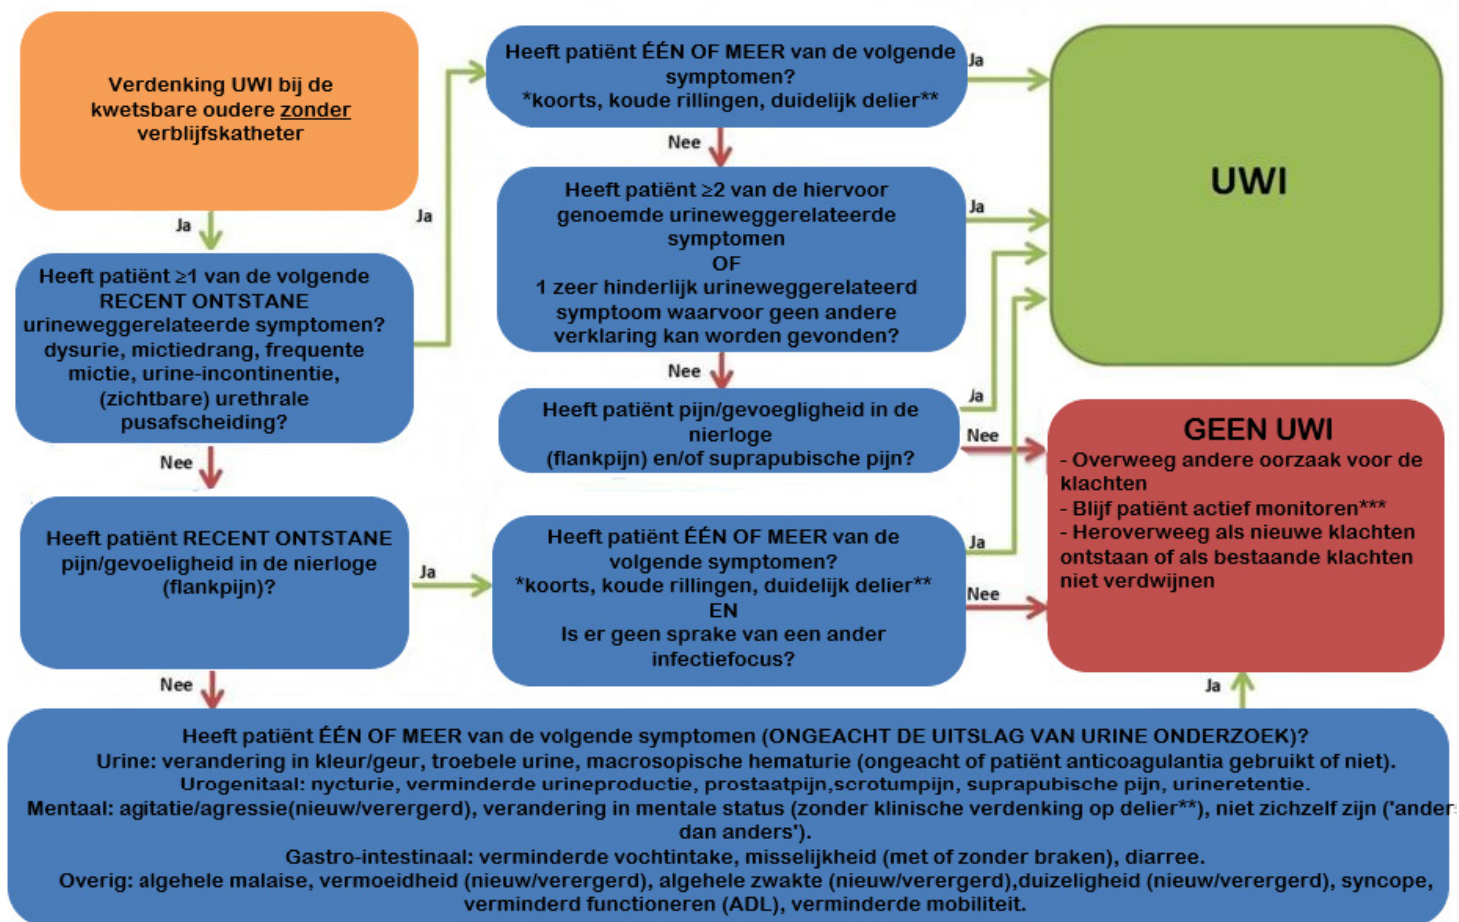 Verdenking UWI bij de
kwetsbare oudere zonder
verblijfskatheter
Ja
Heeft patiënt ≥1 van de volgende
RECENT ONTSTANE
urineweggerelateerde symptomen?
dysurie, mictiedrang, frequente
mictie, urine-incontinentie,
(zichtbare) urethrale
pusafscheiding?
Ja
Nee
Heeft patiënt RECENT ONTSTANE
pijn/gevoeligheid in de nierloge
(flankpijn)?
Ja
Nee
Heeft patiënt ÉÉN OF MEER van de volgende
symptomen?
*koorts, koude rillingen, duidelijk delier**
Ja
Nee
Heeft patiënt ≥2 van de hiervoor
genoemde urineweggerelateerde
symptomen
OF
1 zeer hinderlijk urineweggerelateerd
symptoom waarvoor geen andere
verklaring kan worden gevonden?
Ja
Nee
Heeft patiënt pijn/gevoegligheid in de
nierloge
(flankpijn) en/of suprapubische pijn?
Ja
Nee
Heeft patiënt ÉÉN OF MEER van de
volgende symptomen?
*koorts, koude rillingen, duidelijk delier**
EN
Is er geen sprake van een ander
infectiefocus?
Ja
Nee
UWI
GEEN UWI
- Overweeg andere oorzaak voor de
klachten
- Blijf patiënt actief monitoren***
- Heroverweeg als nieuwe klachten
ontstaan of als bestaande klachten
niet verdwijnen
Ja
Heeft patiënt ÉÉN OF MEER van de volgende symptomen (ONGEACHT DE UITSLAG VAN URINE ONDERZOEK)?
Urine: verandering in kleur/geur, troebele urine, macrosopische hematurie (ongeacht of patiënt anticoagulantia gebruikt of niet).
Urogenitaal: nycturie, verminderde urineproductie, prostaatpijn,scrotumpijn, suprapubische pijn, urineretentie.
Mentaal: agitatie/agressie(nieuw/verergerd), verandering in mentale status (zonder klinische verdenking op delier**), niet zichzelf zijn ('anders
dan anders').
Gastro-intestinaal: verminderde vochtintake, misselijkheid (met of zonder braken), diarree.
Overig: algehele malaise, vermoeidheid (nieuw/verergerd), algehele zwakte (nieuw/verergerd),duizeligheid (nieuw/verergerd), syncope,
verminderd functioneren (ADL), verminderde mobiliteit.